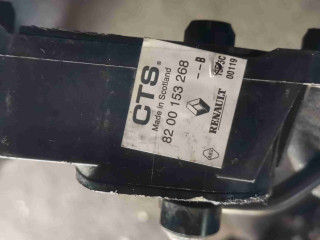 CTS
Made in Scotland
82 00 153 268
--B
00119
RENAULT